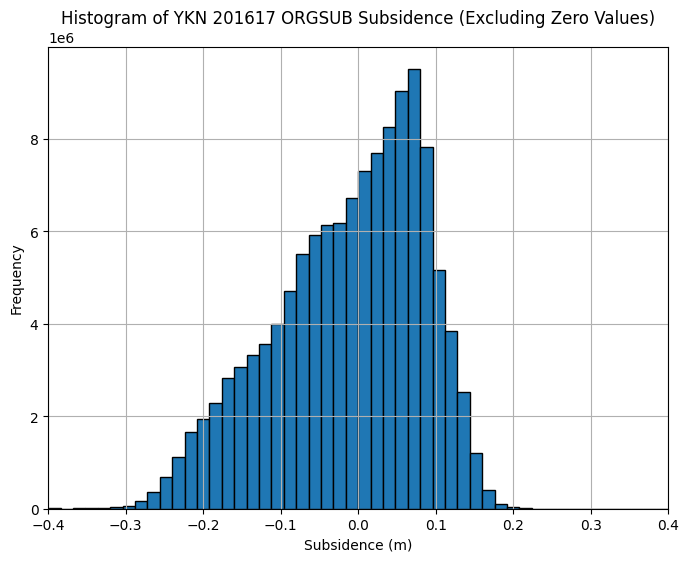 Histogram of YKN 201617 ORGSUB Subsidence (Excluding Zero Values)
1e6
8
6
4
2
0
Frequency
−0.4 −0.3 −0.2 −0.1 0.0 0.1 0.2 0.3 0.4
Subsidence (m)